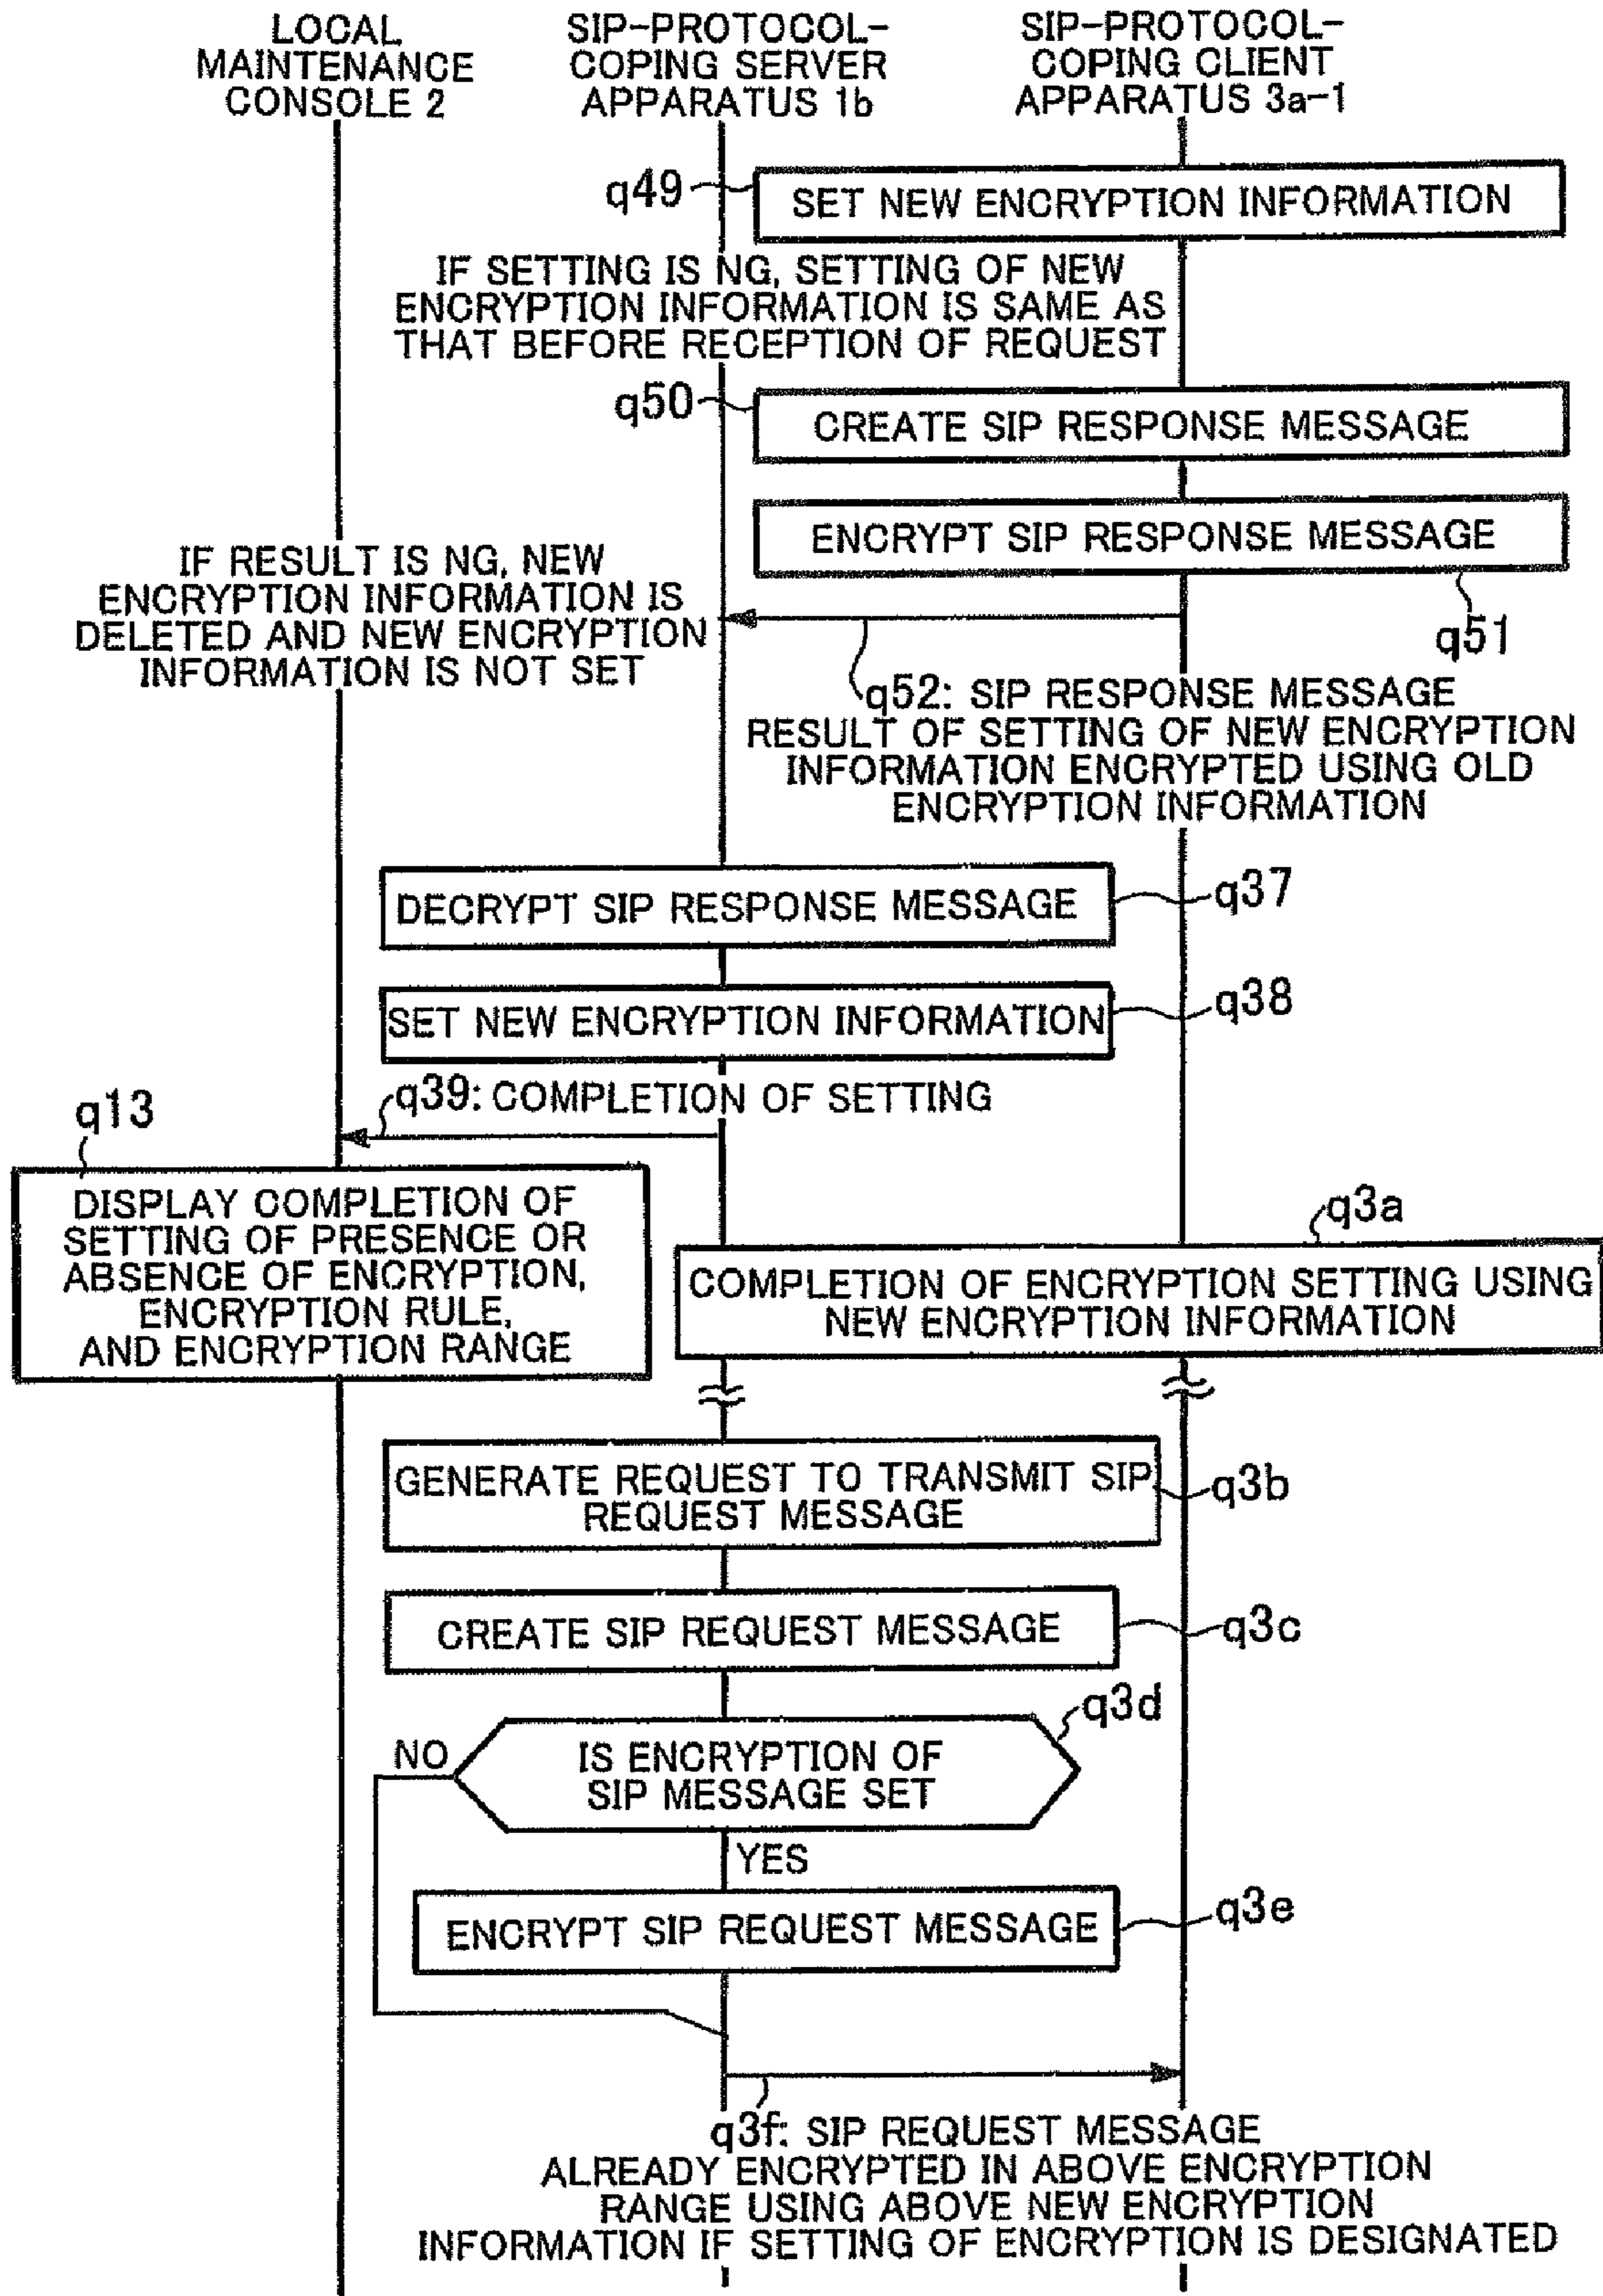 LOCAL
MAINTENANCE
CONSOLE 2
SIP-PROTOCOL-
COPING SERVER
APPARATUS 1b
SIP-PROTOCOL-
COPING CLIENT
APPARATUS 3a-1
q49
SET NEW ENCRYPTION INFORMATION
IF SETTING IS NG, SETTING OF NEW
ENCRYPTION INFORMATION IS SAME AS
THAT BEFORE RECEPTION OF REQUEST
q50
CREATE SIP RESPONSE MESSAGE
ENCRYPT SIP RESPONSE MESSAGE
q51
IF RESULT IS NG, NEW
ENCRYPTION INFORMATION IS
DELETED AND NEW ENCRYPTION
INFORMATION IS NOT SET
q52: SIP RESPONSE MESSAGE
RESULT OF SETTING OF NEW ENCRYPTION
INFORMATION ENCRYPTED USING OLD
ENCRYPTION INFORMATION
DECRYPT SIP RESPONSE MESSAGE
q37
SET NEW ENCRYPTION INFORMATION
q38
q39: COMPLETION OF SETTING
q13
DISPLAY COMPLETION OF
SETTING OF PRESENCE OR
ABSENCE OF ENCRYPTION,
ENCRYPTION RULE,
AND ENCRYPTION RANGE
q3a
COMPLETION OF ENCRYPTION SETTING USING
NEW ENCRYPTION INFORMATION
GENERATE REQUEST TO TRANSMIT SIP
REQUEST MESSAGE
q3b
CREATE SIP REQUEST MESSAGE
q3c
q3d
NO
IS ENCRYPTION OF
SIP MESSAGE SET
YES
ENCRYPT SIP REQUEST MESSAGE
q3e
q3f: SIP REQUEST MESSAGE
ALREADY ENCRYPTED IN ABOVE ENCRYPTION
RANGE USING ABOVE NEW ENCRYPTION
INFORMATION IF SETTING OF ENCRYPTION IS DESIGNATED